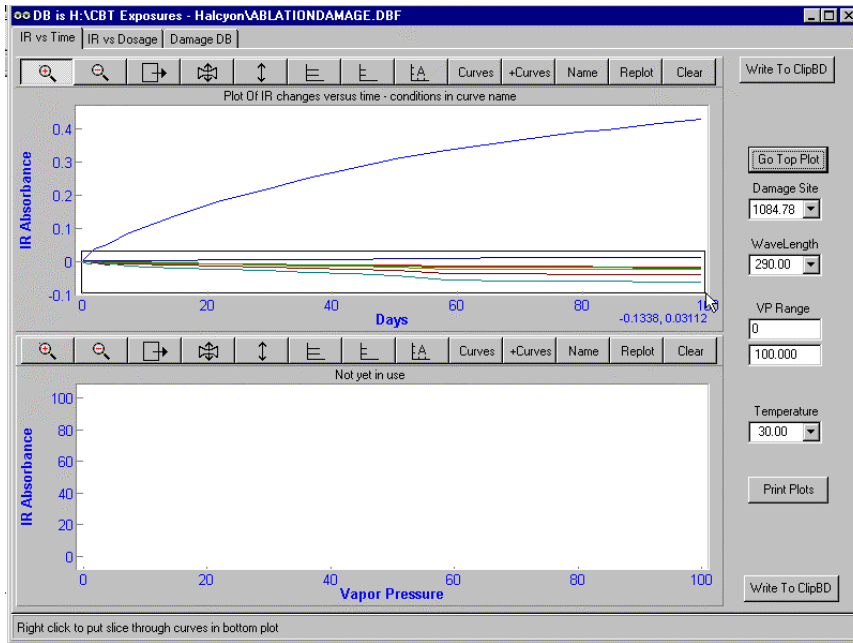 DB is H:\CBT Exposures - Halcyon\ABLATIONDAMAGE.DBF
IR vs Time IR vs Dosage Damage DB
Curves +Curves Name Replot Clear Write To ClipBD
Plot Of IR changes versus time - conditions in curve name
0.4
0.3
0.2
0.1
0
-0.1
IR Absorbance
0 20 40 60 80
Days
-0.1338, 0.03112
Go Top Plot
Damage Site
1084.78
WaveLength
290.00
VP Range
0
100.000
Temperature
30.00
Print Plots
Curves +Curves Name Replot Clear
Not yet in use
100
80
60
40
20
0
IR Absorbance
0 20 40 60 80 100
Vapor Pressure
Write To ClipBD
Right click to put slice through curves in bottom plot